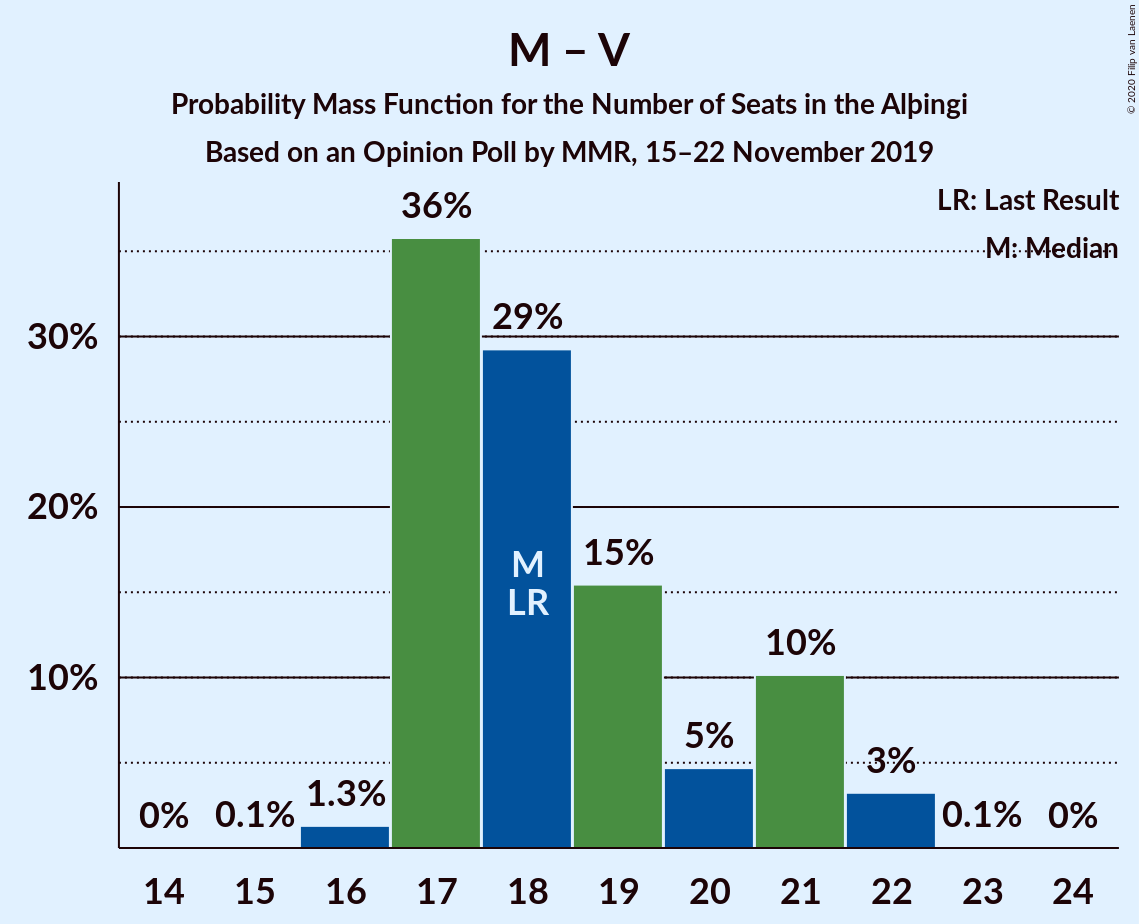 © 2020 Filip van Laenen
M – V
Probability Mass Function for the Number of Seats in the Alþingi
Based on an Opinion Poll by MMR, 15–22 November 2019
LR: Last Result
M: Median
36%
29%
30%
20%
15%
M
LR
10%
10%
5%
3%
1.3%
0%
0.1%
0.1%
0%
14 15 16 17 18 19 20 21 22 23 24